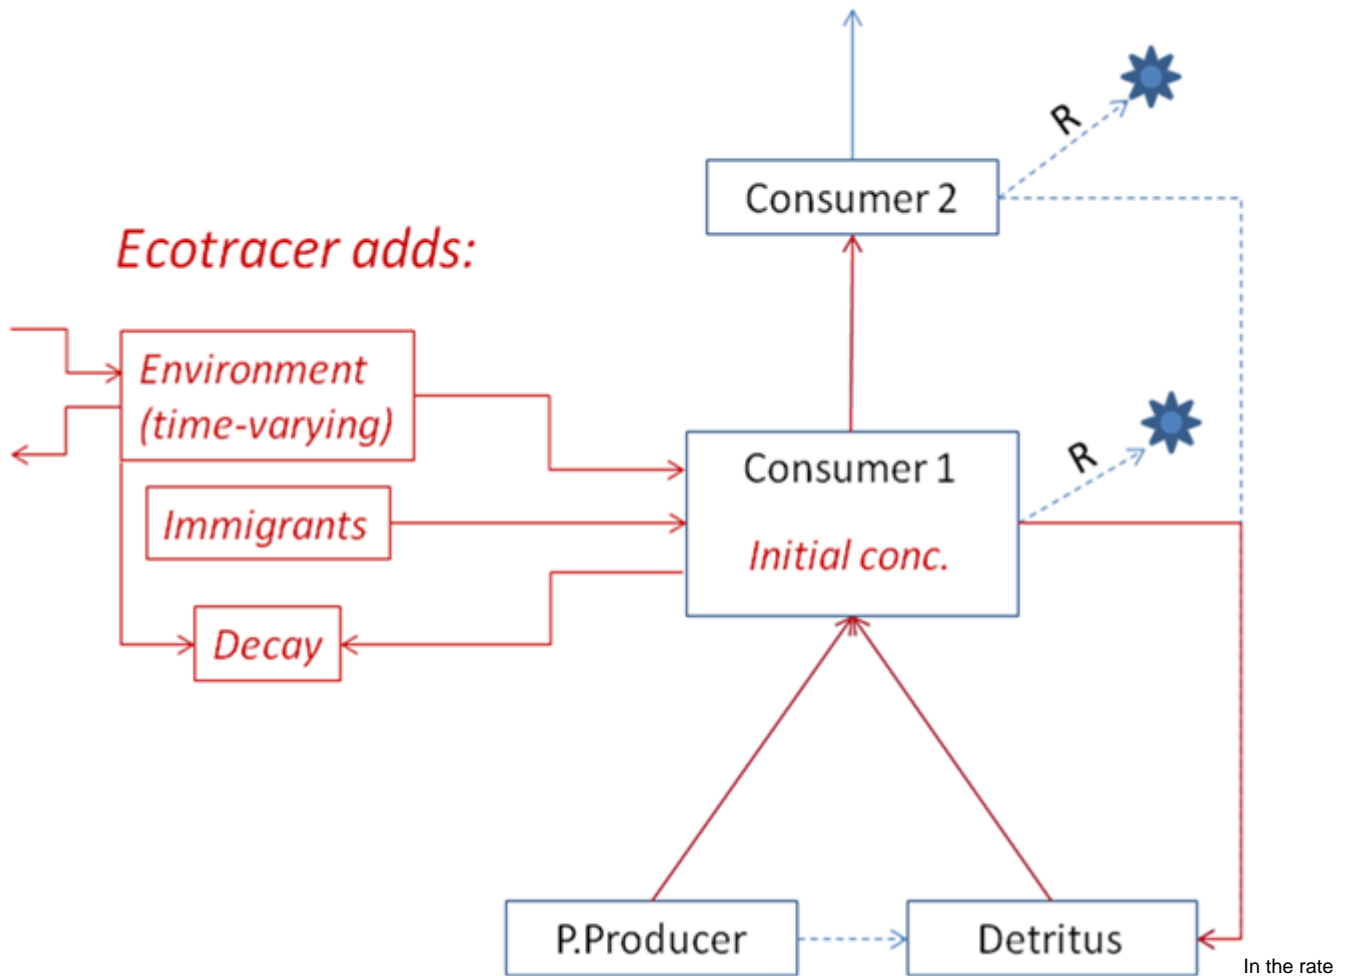 R
Consumer 2
Ecotracer adds:
Environment
(time-varying)
Consumer 1
R
Immigrants
Initial conc.
Decay
P.Producer
Detritus
In the rate